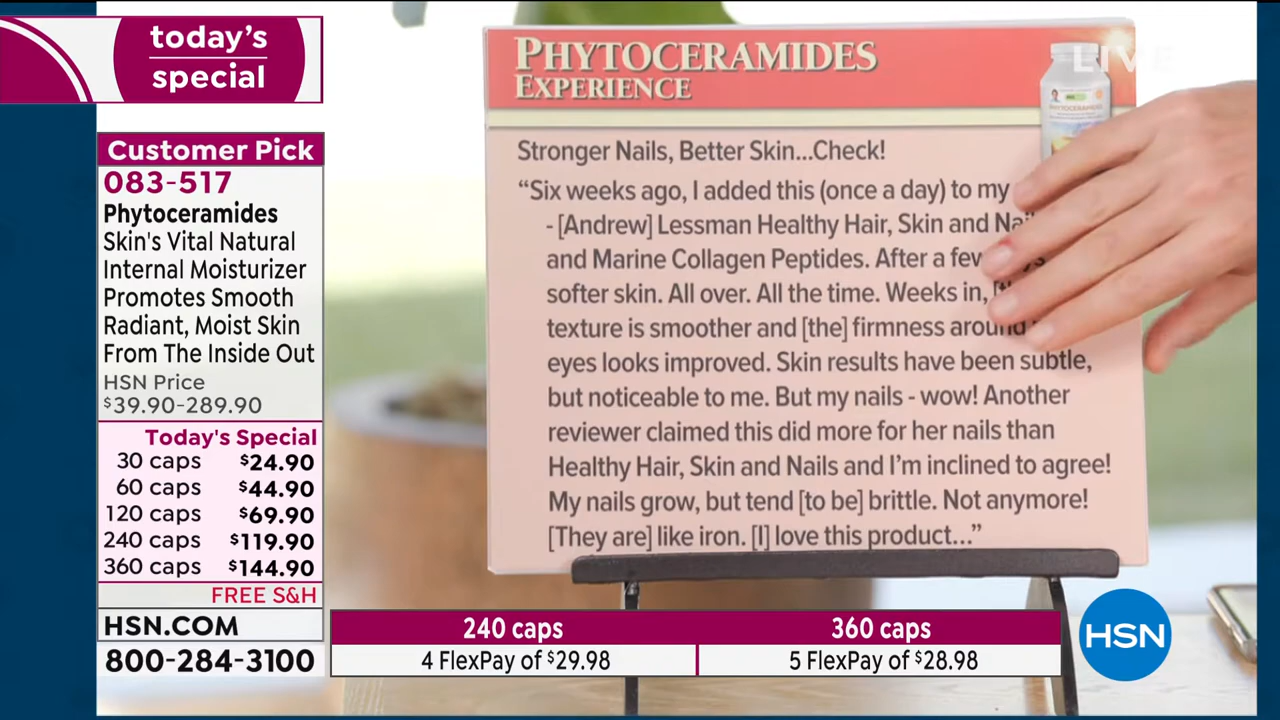 today's
special
Customer Pick
083-517
Phytoceramides
Skin's Vital Natural
Internal Moisturizer
Promotes Smooth
Radiant, Moist Skin
From The Inside Out
HSN Price
$39.90-289.90
Today's Special
30 caps $24.90
60 caps $44.90
120 caps $69.90
240 caps $119.90
360 caps $144.90
FREE S&H
HSN.COM
800-284-3100
LIVE
PHYTOCERAMIDES
EXPERIENCE
PHYTOCERAMIDES
Stronger Nails, Better Skin...Check!
“Six weeks ago, I added this (once a day) to my
- [Andrew] Lessman Healthy Hair, Skin and
and Marine Collagen Peptides. After a few
softer skin. All over. All the time. Weeks in,
texture is smoother and [the] firmness around
eyes looks improved. Skin results have been subtle,
but noticeable to me. But my nails - wow! Another
reviewer claimed this did more for her nails than
Healthy Hair, Skin and Nails and I'm inclined to agree!
My nails grow, but tend [to be] brittle. Not anymore!
[They are] like iron. [I] love this product...”
240 caps 360 caps
4 FlexPay of $29.98 5 FlexPay of $28.98
HSN